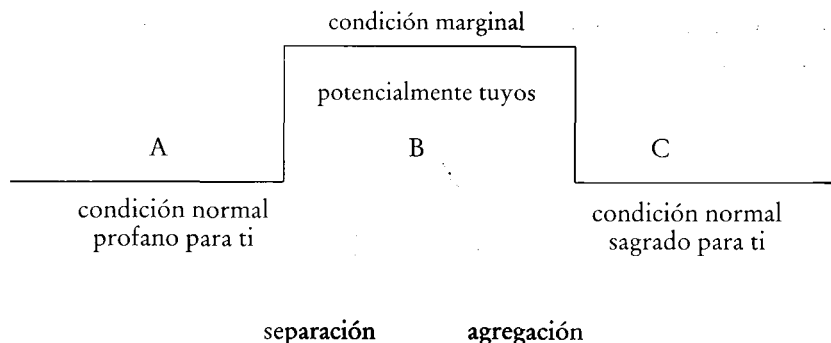 condición marginal
potencialmente tuyos
A B C
condición normal
profano para ti
condición normal
sagrado para ti
separación agregación